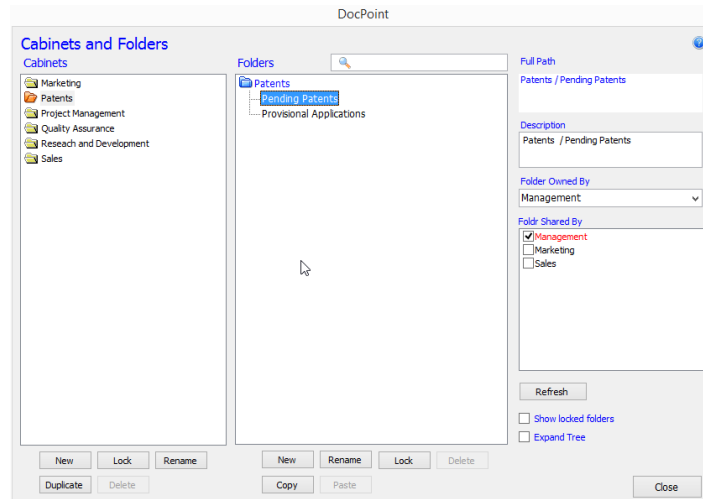 DocPoint
Cabinets and Folders
Cabinets
Marketing
Patents
Project Management
Quality Assurance
Reseach and Development
Sales
New Lock Rename
Duplicate Delete
Folders
Patents
Pending Patents
Provisional Applications
New Rename Lock Delete
Copy Paste
Full Path
Patents / Pending Patents
Description
Patents / Pending Patents
Folder Owned By
Management
Foldr Shared By
Management
Marketing
Sales
Refresh
Show locked folders
Expand Tree
Close